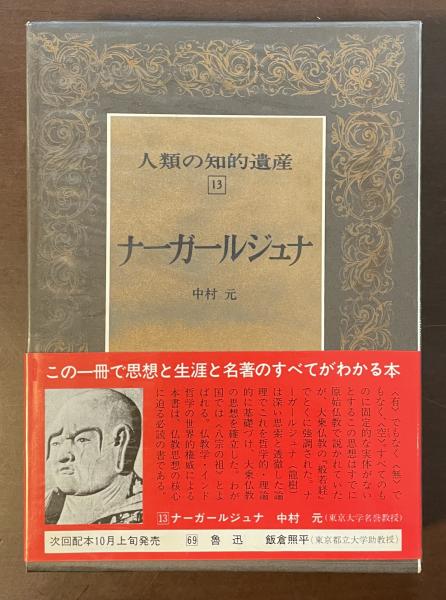 人類の知的遺産
13
ナーガールジュナ
中村 元
この一冊で思想と生涯と名著のすべてがわかる本
〈有〉でもなく〈無〉で
もなく、〈空〉。すべてのも
のに固定的な実体がない
とするこの思想はすでに
原始仏教で説かれていた
が、大乗仏教の『般若経』
でとくに強調された。ナ
ーガールジュナ（龍樹）
は深い思索と透徹した論
理でこれを哲学的・理論
的に基礎づけ、大乗仏教
の思想を確立した。わが
国では〈八宗の祖〉とよ
ばれる。仏教学・インド
哲学の世界的権威による
本書は、仏教思想の核心
に迫る必読の書である。
13 ナーガールジュナ 中村 元（東京大学名誉教授）
次回配本10月上旬発売 69 魯迅 飯倉照平（東京都立大学助教授）